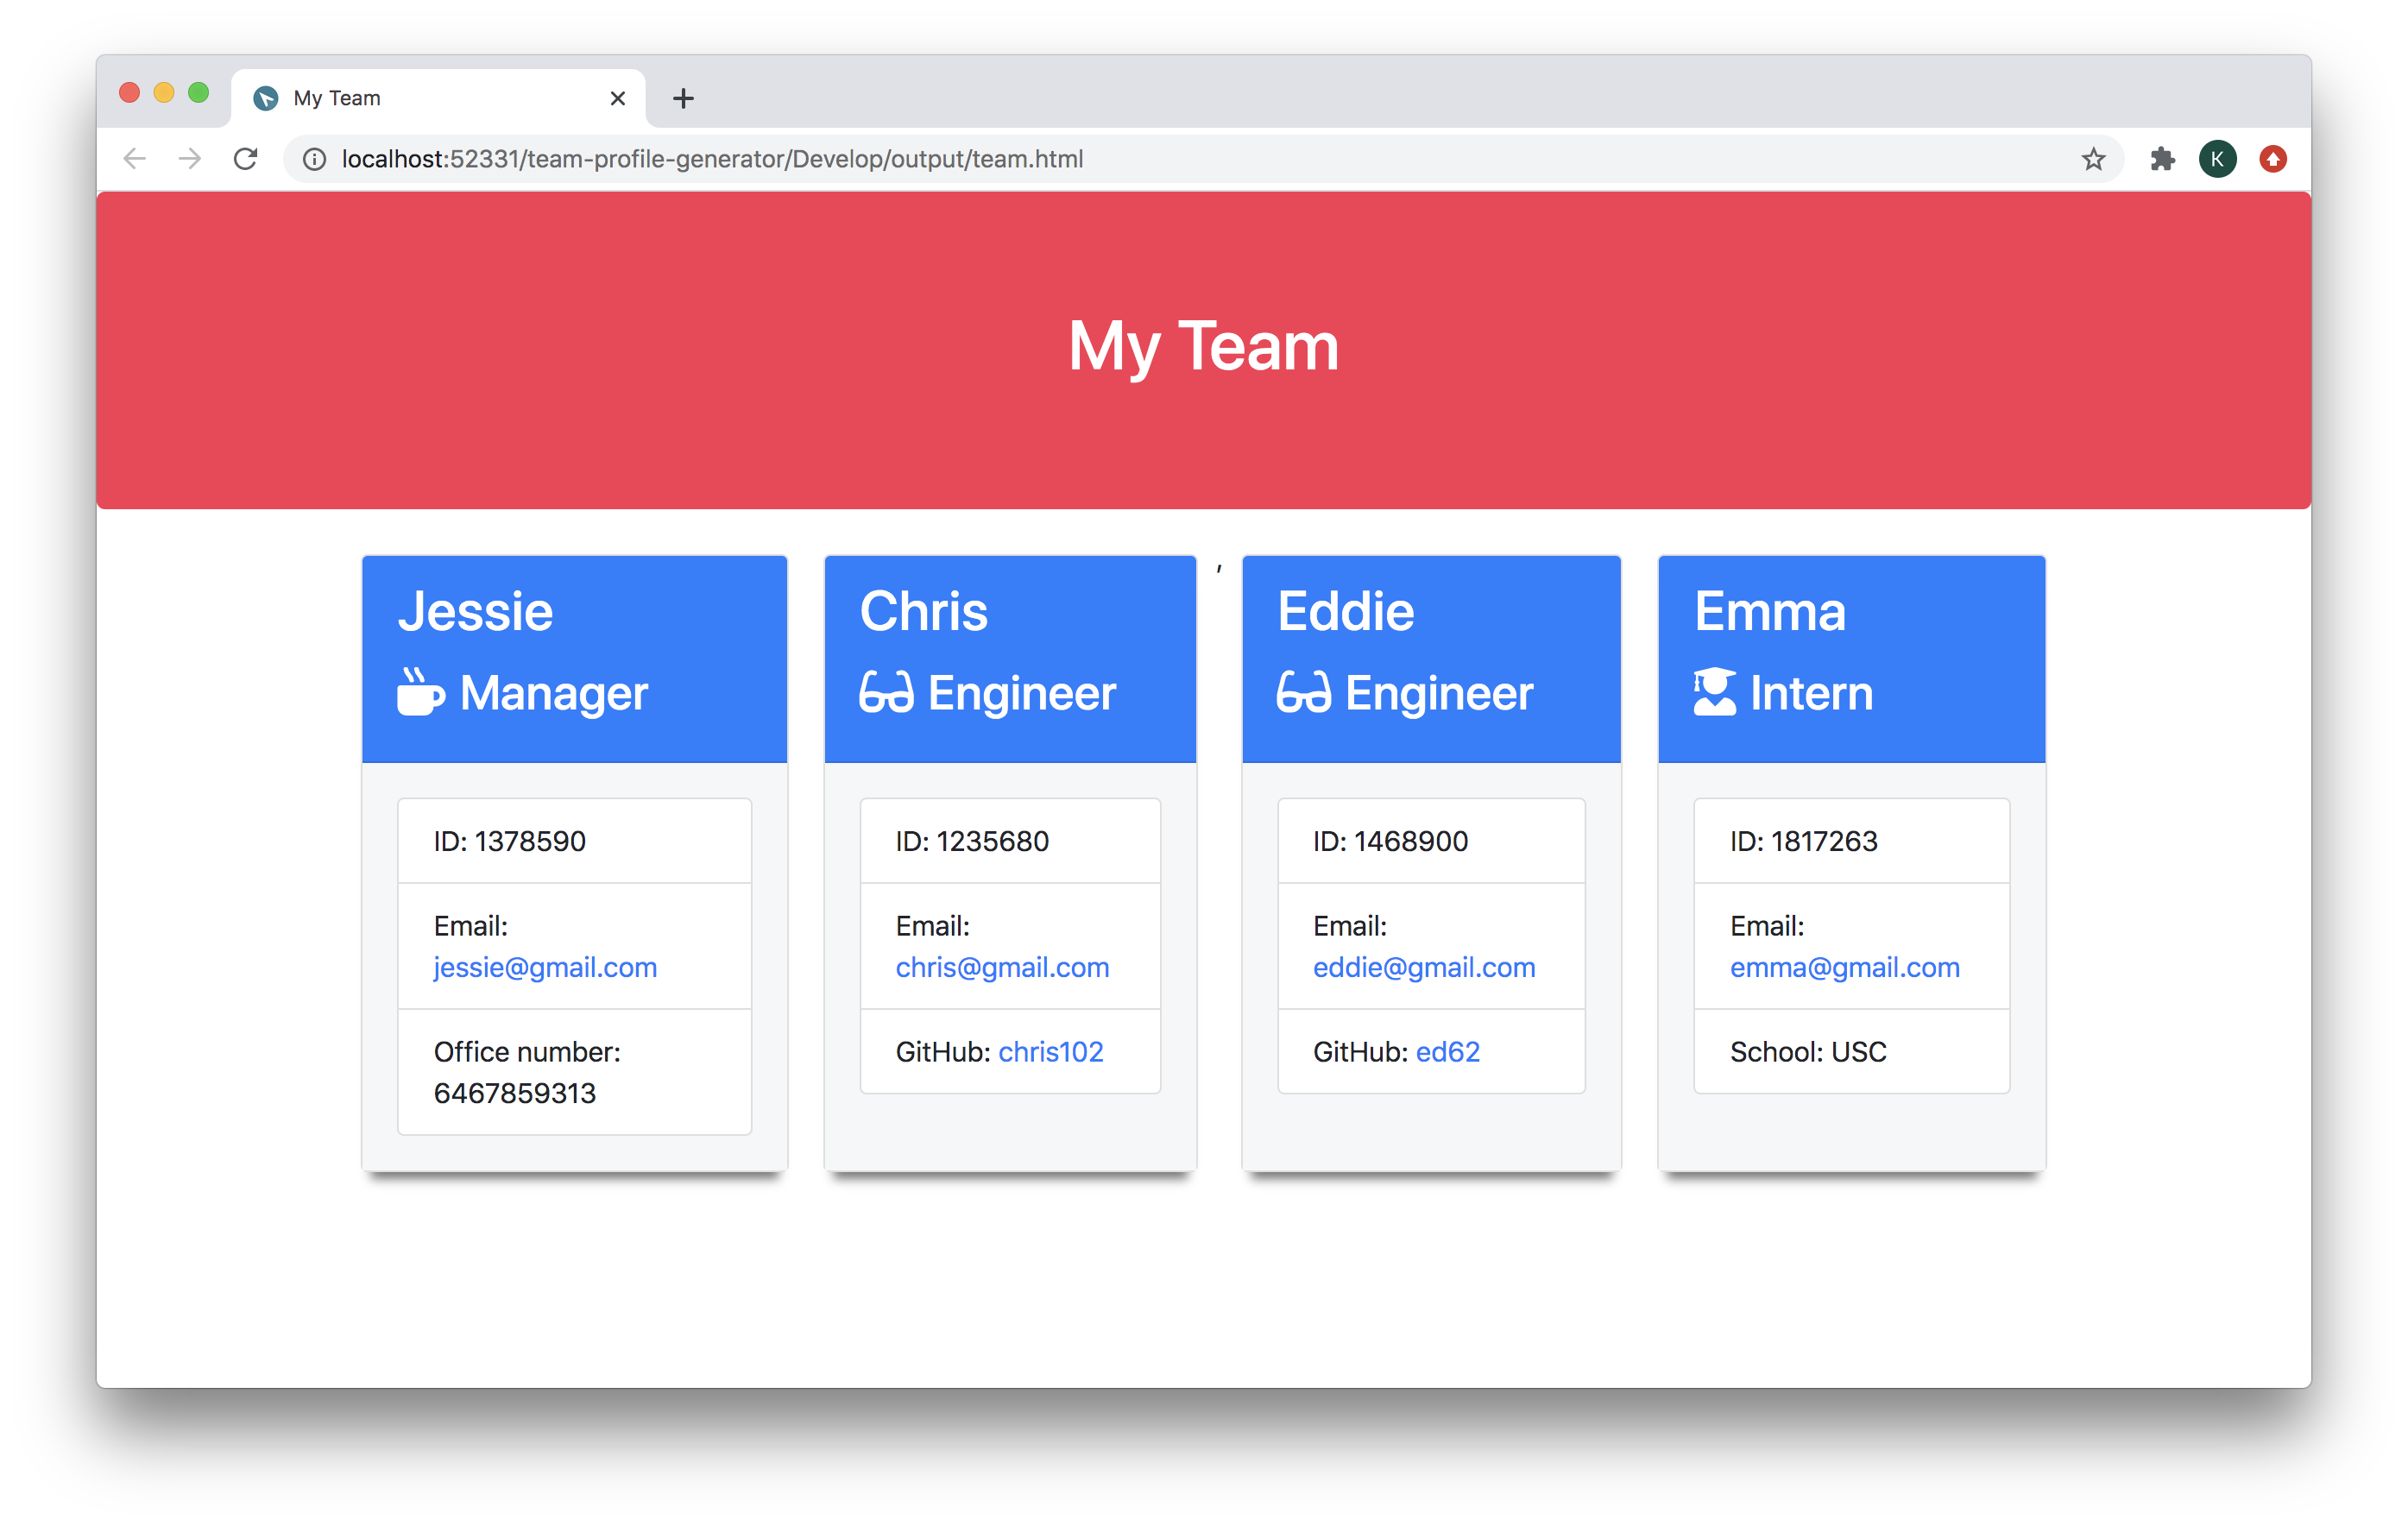 My Team
localhost:52331/team-profile-generator/Develop/output/team.html
K
My Team
Jessie
Manager
ID: 1378590
Email:
jessie@gmail.com
Office number:
6467859313
Chris
Engineer
ID: 1235680
Email:
chris@gmail.com
GitHub: chris102
,
Eddie
Engineer
ID: 1468900
Email:
eddie@gmail.com
GitHub: ed62
Emma
Intern
ID: 1817263
Email:
emma@gmail.com
School: USC